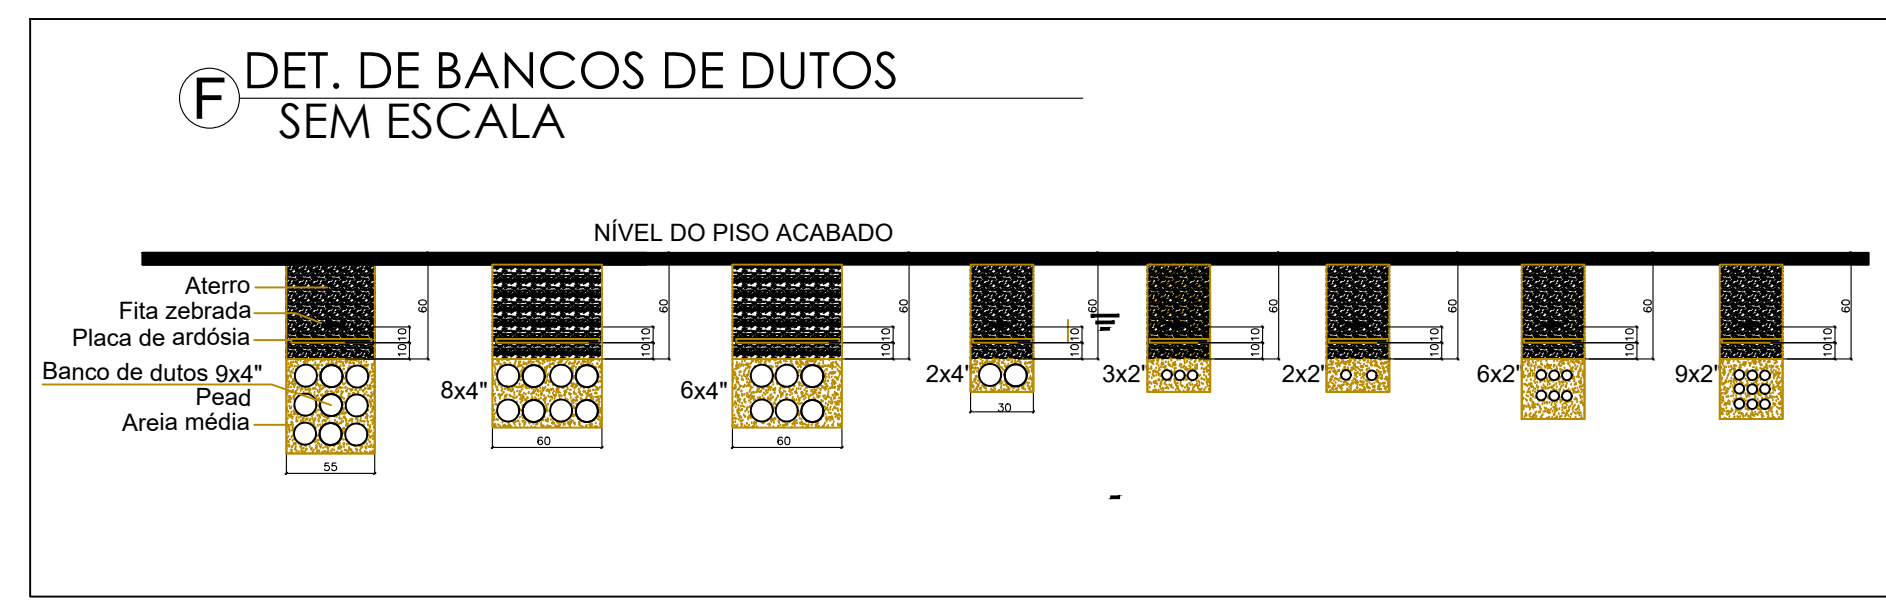 F
DET. DE BANCOS DE DUTOS
SEM ESCALA
NÍVEL DO PISO ACABADO
Aterro
Fita zebrada
Placa de ardósia
Banco de dutos 9x4"
Pead
Areia média
10
10
60
55
8x4"
10
10
60
60
6x4"
10
10
60
60
2x4'
10
10
60
30
3x2'
10
10
60
2x2'
10
10
60
6x2'
10
10
60
9x2'
10
10
60